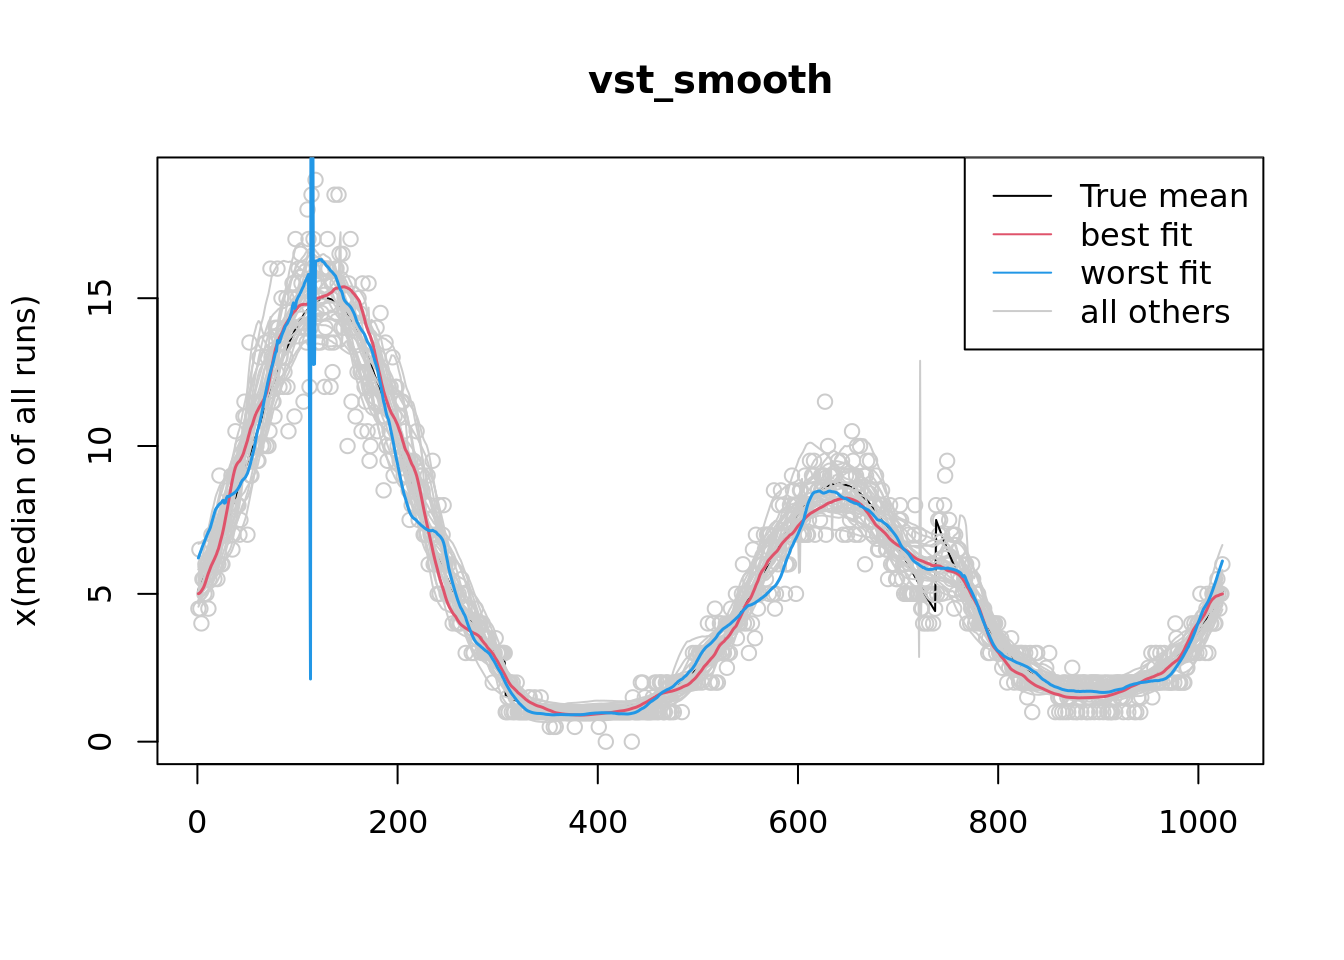 vst_smooth
True mean
best fit
worst fit
all others
x(median of all runs)
15
10
5
0
0 200 400 600 800 1000